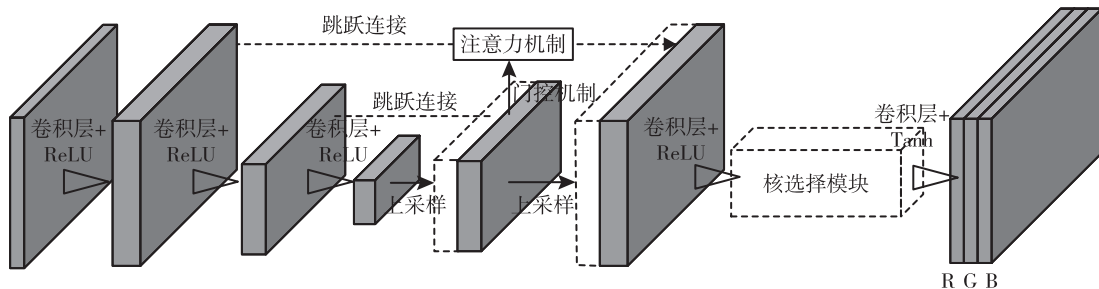 跳跃连接
注意力机制
跳跃连接
门控机制
卷积层+
ReLU
卷积层+
ReLU
卷积层+
ReLU
上采样
上采样
卷积层+
ReLU
核选择模块
卷积层+
Tanh
R G B